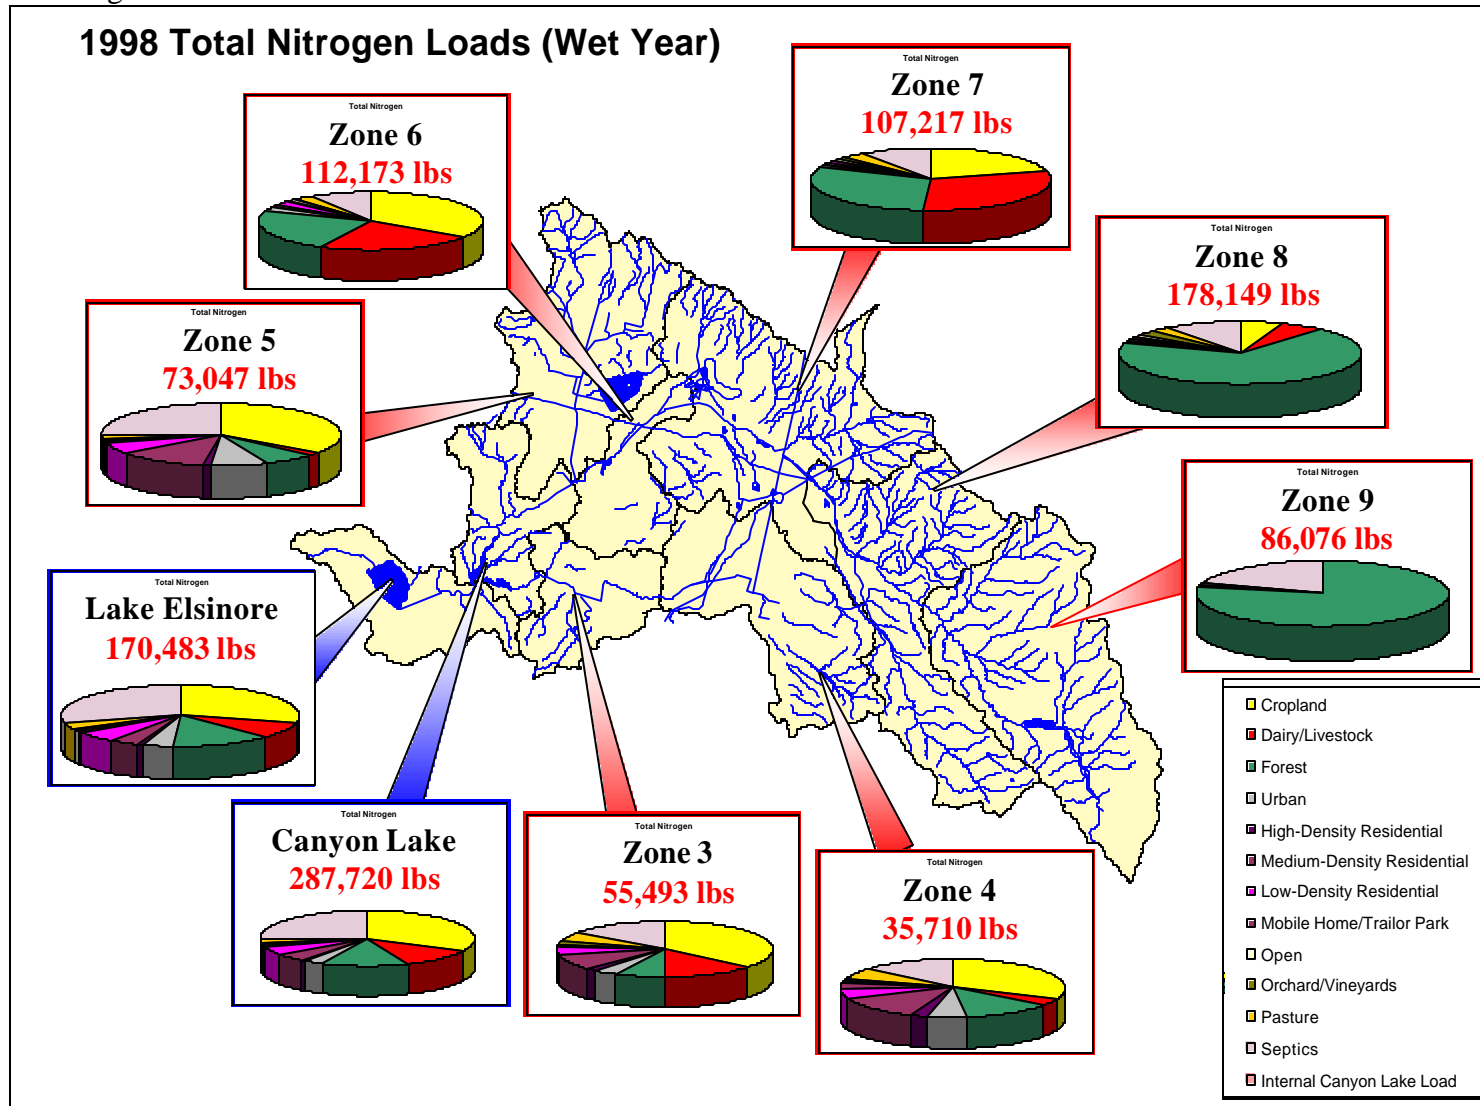 1998 Total Nitrogen Loads (Wet Year)
Total Nitrogen
Zone 7
107,217 lbs
Total Nitrogen
Zone 6
112,173 lbs
Total Nitrogen
Zone 8
178,149 lbs
Total Nitrogen
Zone 5
73,047 lbs
Total Nitrogen
Zone 9
86,076 lbs
Total Nitrogen
Lake Elsinore
170,483 lbs
Total Nitrogen
Canyon Lake
287,720 lbs
Total Nitrogen
Zone 3
55,493 lbs
Total Nitrogen
Zone 4
35,710 lbs
Cropland
Dairy/Livestock
Forest
Urban
High-Density Residential
Medium-Density Residential
Low-Density Residential
Mobile Home/Trailor Park
Open
Orchard/Vineyards
Pasture
Septics
Internal Canyon Lake Load